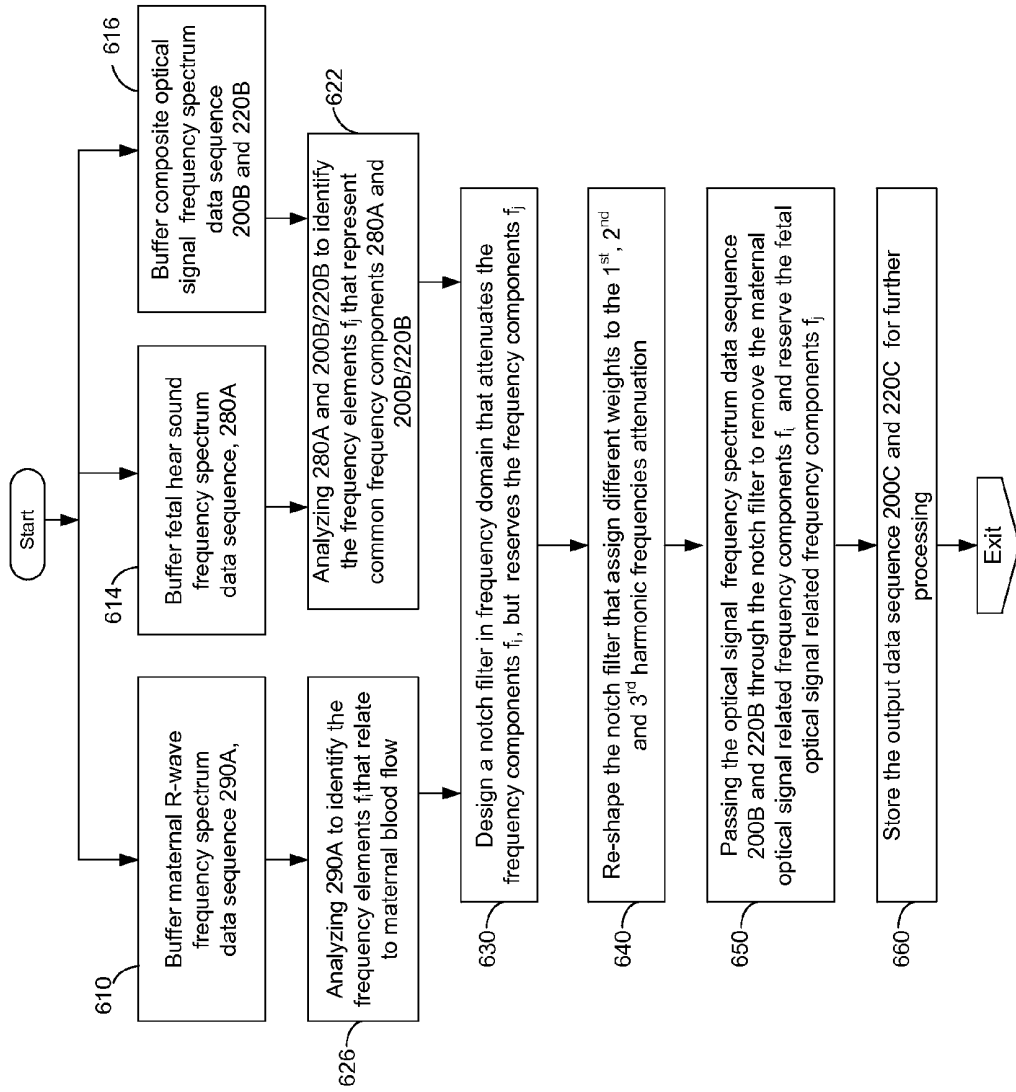 Start
610
Buffer maternal R-wave
frequency spectrum
data sequence 290A,
614
Buffer fetal hear sound
frequency spectrum
data sequence, 280A
616
Buffer composite optical
signal frequency spectrum
data sequence
200B and 220B
626
Analyzing 290A to identify the
frequency elements fi that relate
to maternal blood flow
622
Analyzing 280A and 200B/220B to identify
the frequency elements fj that represent
common frequency components 280A and
200B/220B
630
Design a notch filter in frequency domain that attenuates the
frequency components fi, but reserves the frequency components fj
640
Re-shape the notch filter that assign different weights to the 1st, 2nd
and 3rd harmonic frequencies attenuation
650
Passing the optical signal frequency spectrum data sequence
200B and 220B through the notch filter to remove the maternal
optical signal related frequency components fi and reserve the fetal
optical signal related frequency components fj
660
Store the output data sequence 200C and 220C for further
processing
Exit